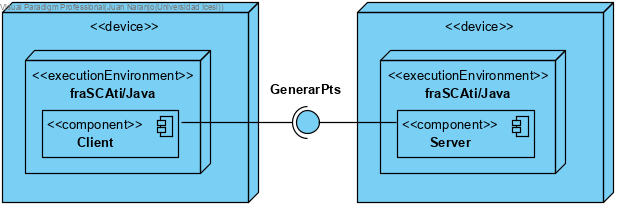 Visual Paradigm Professional(Juan Naranjo(Universidad Icesi))
<<device>>
<<executionEnvironment>>
fraSCAti/Java
<<component>>
Client
GenerarPts
<<device>>
<<executionEnvironment>>
fraSCAti/Java
<<component>>
Server